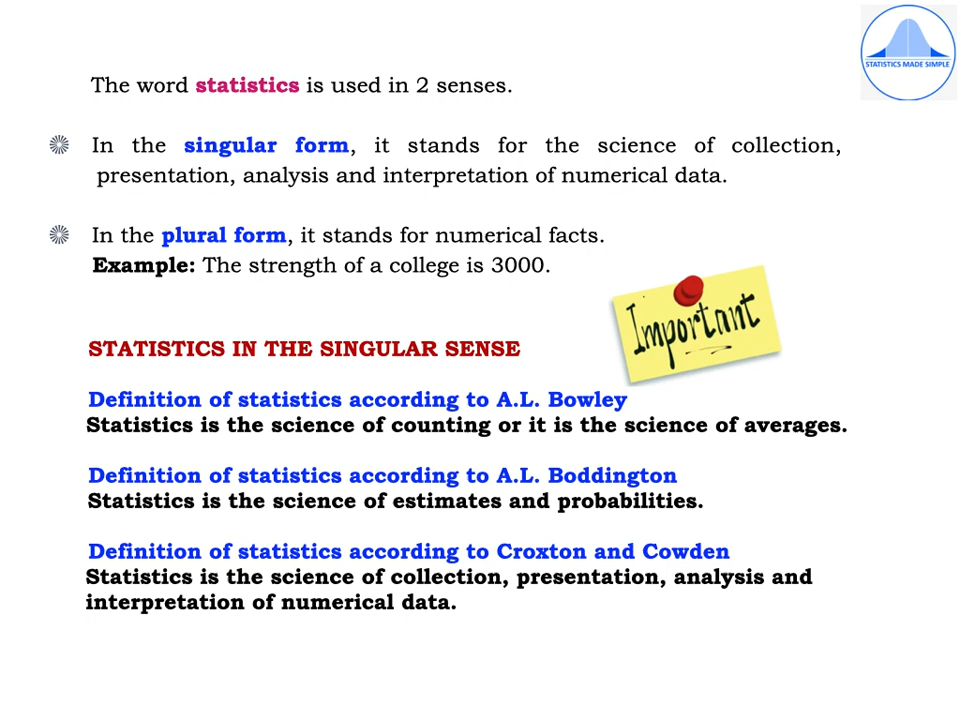 STATISTICS MADE SIMPLE
The word statistics is used in 2 senses.
In the singular form, it stands for the science of collection,
presentation, analysis and interpretation of numerical data.
In the plural form, it stands for numerical facts.
Example: The strength of a college is 3000.
Important
STATISTICS IN THE SINGULAR SENSE
Definition of statistics according to A.L. Bowley
Statistics is the science of counting or it is the science of averages.
Definition of statistics according to A.L. Boddington
Statistics is the science of estimates and probabilities.
Definition of statistics according to Croxton and Cowden
Statistics is the science of collection, presentation, analysis and
interpretation of numerical data.